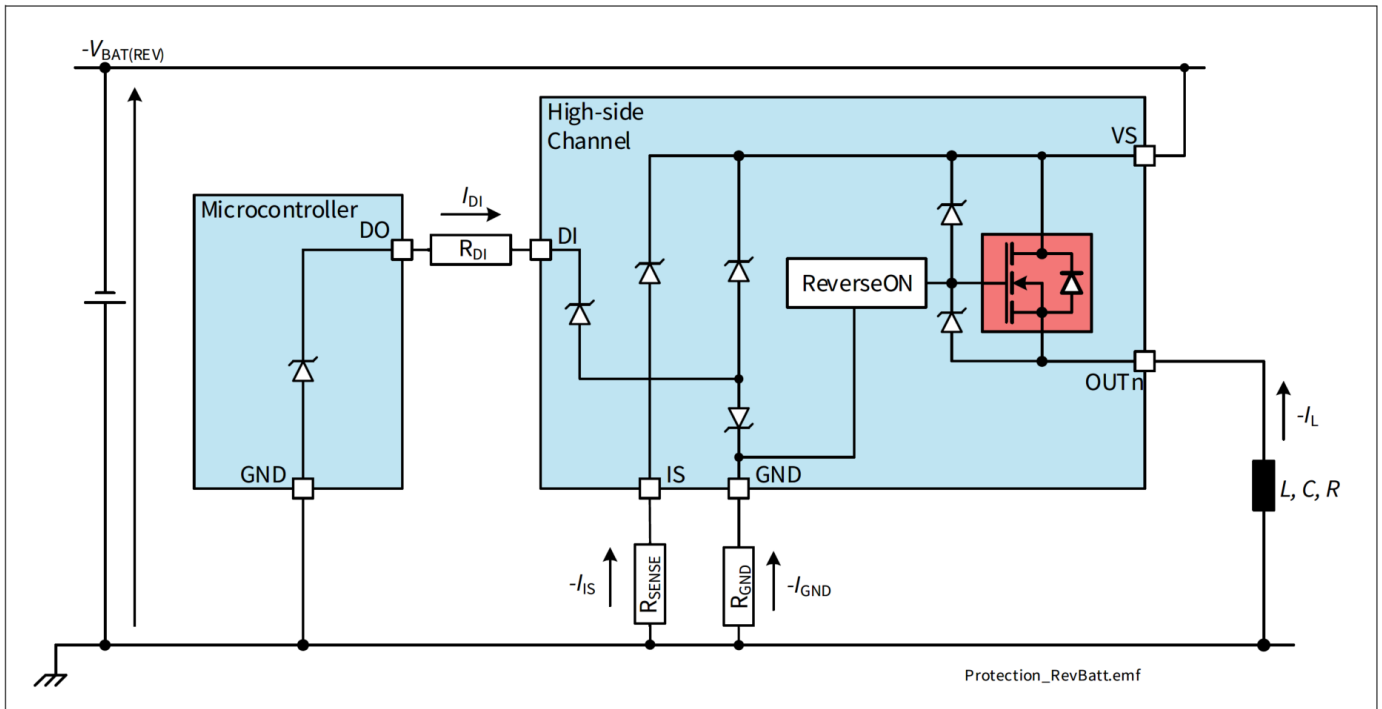 -VBAT(REV)
High-side
Channel
VS
Microcontroller
DO
IDI
RDI
DI
ReverseON
OUTn
-IL
GND
IS
GND
L, C, R
-IIS
RSENSE
RGND
-IGND
Protection_RevBatt.emf